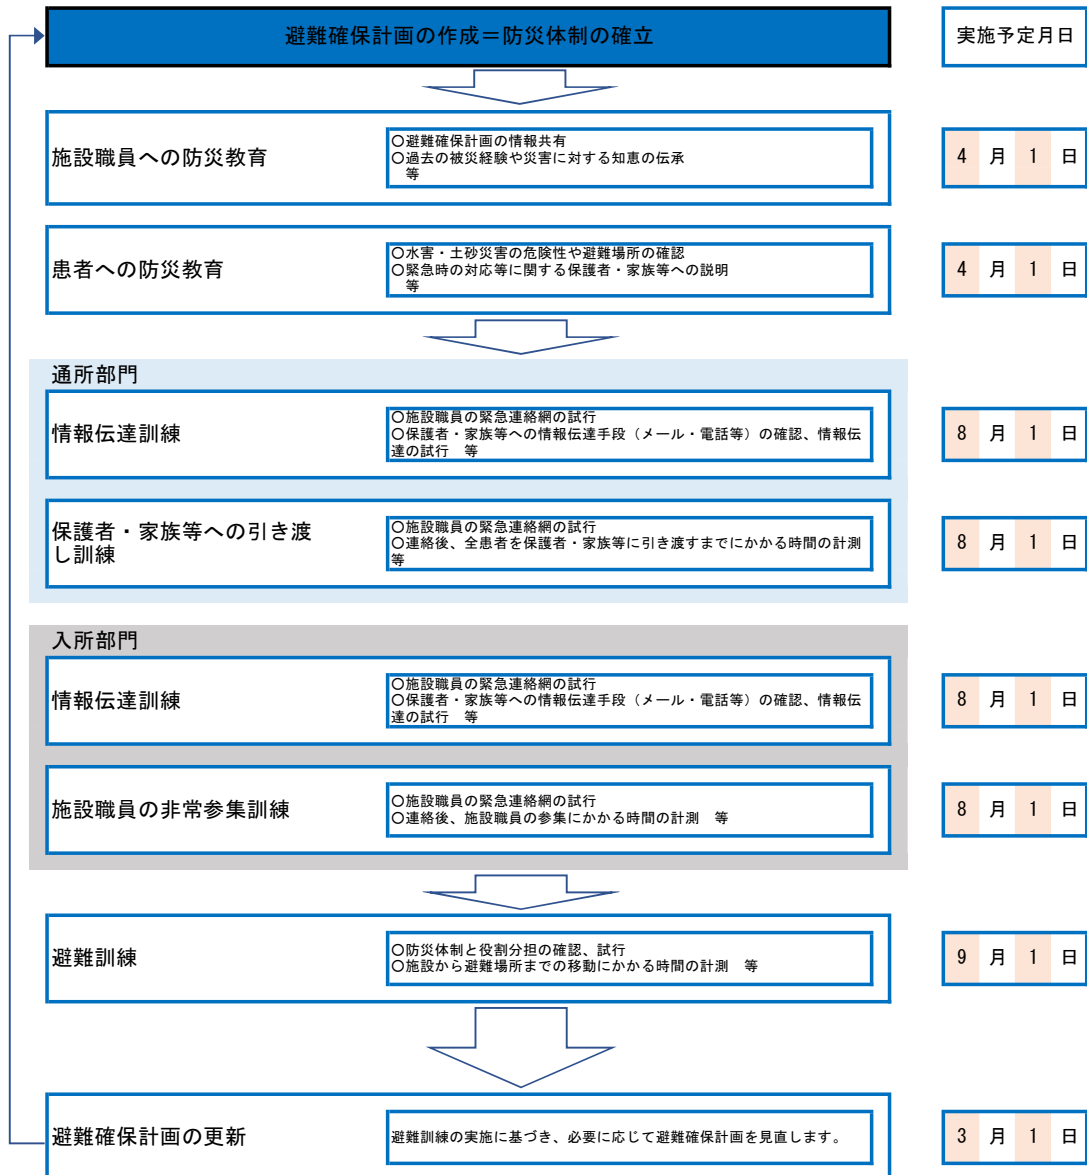 避難確保計画の作成＝防災体制の確立
実施予定月日
施設職員への防災教育
〇避難確保計画の情報共有
〇過去の被災経験や災害に対する知恵の伝承
等
4 月 1 日
患者への防災教育
〇水害・土砂災害の危険性や避難場所の確認
〇緊急時の対応等に関する保護者・家族等への説明
等
4 月 1 日
通所部門
情報伝達訓練
〇施設職員の緊急連絡網の試行
〇保護者・家族等への情報伝達手段（メール・電話等）の確認、情報伝
達の試行　等
8 月 1 日
保護者・家族等への引き渡
し訓練
〇施設職員の緊急連絡網の試行
〇連絡後、全患者を保護者・家族等に引き渡すまでにかかる時間の計測
等
8 月 1 日
入所部門
情報伝達訓練
〇施設職員の緊急連絡網の試行
〇保護者・家族等への情報伝達手段（メール・電話等）の確認、情報伝
達の試行　等
8 月 1 日
施設職員の非常参集訓練
〇施設職員の緊急連絡網の試行
〇連絡後、施設職員の参集にかかる時間の計測　等
8 月 1 日
避難訓練
〇防災体制と役割分担の確認、試行
〇施設から避難場所までの移動にかかる時間の計測　等
9 月 1 日
避難確保計画の更新
避難訓練の実施に基づき、必要に応じて避難確保計画を見直します。
3 月 1 日